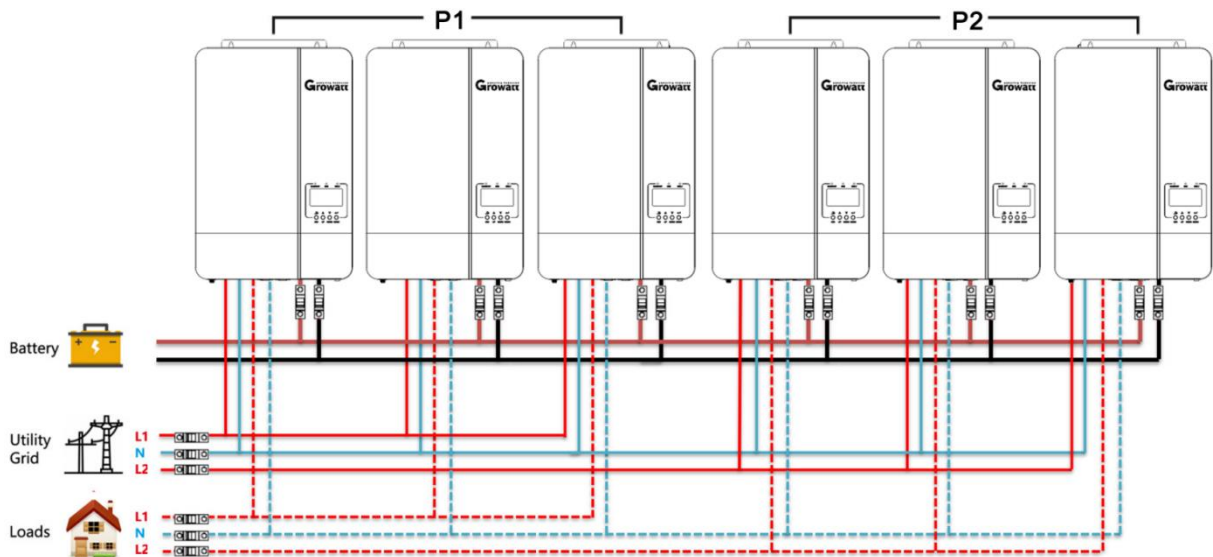 P1 P2
Growatt Growatt Growatt Growatt Growatt Growatt
Battery
+ -
Utility
Grid
L1
N
L2
Loads
L1
N
L2